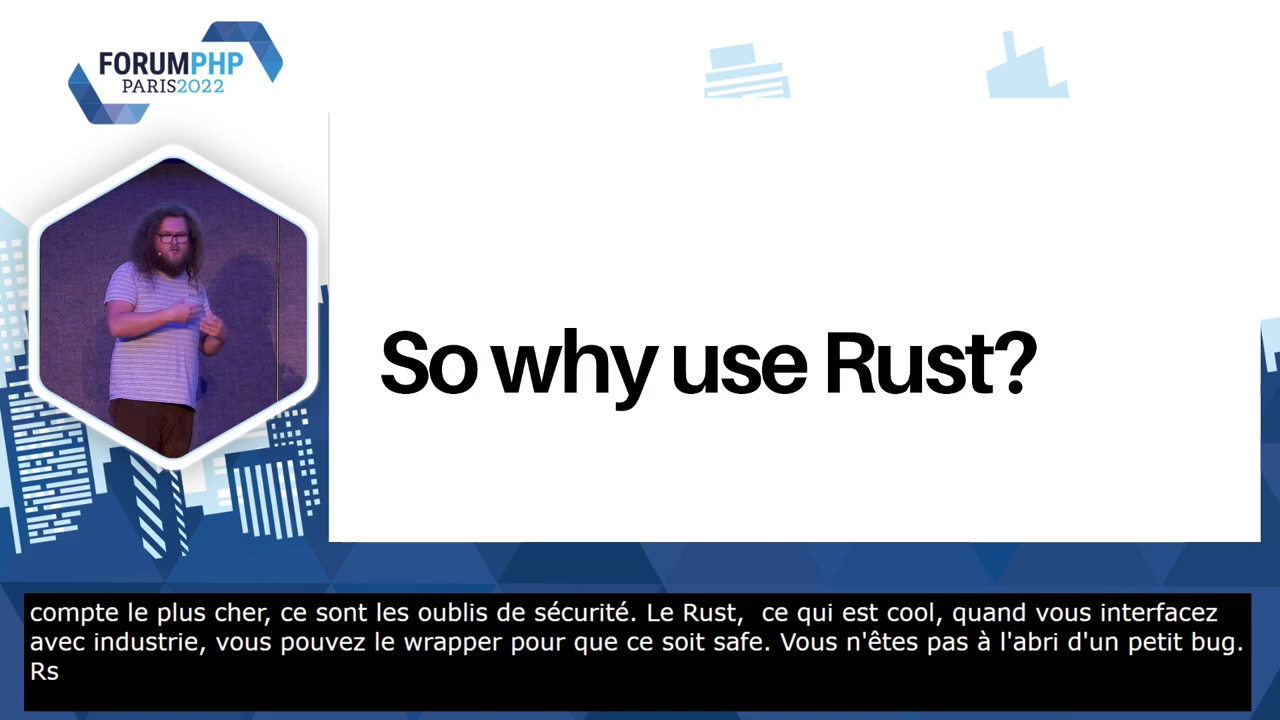 FORUMPHP
PARIS2022
So why use Rust?
compte le plus cher, ce sont les oublis de sécurité. Le Rust,  ce qui est cool, quand vous interfacez
avec industrie, vous pouvez le wrapper pour que ce soit safe. Vous n'êtes pas à l'abri d'un petit bug.
Rs